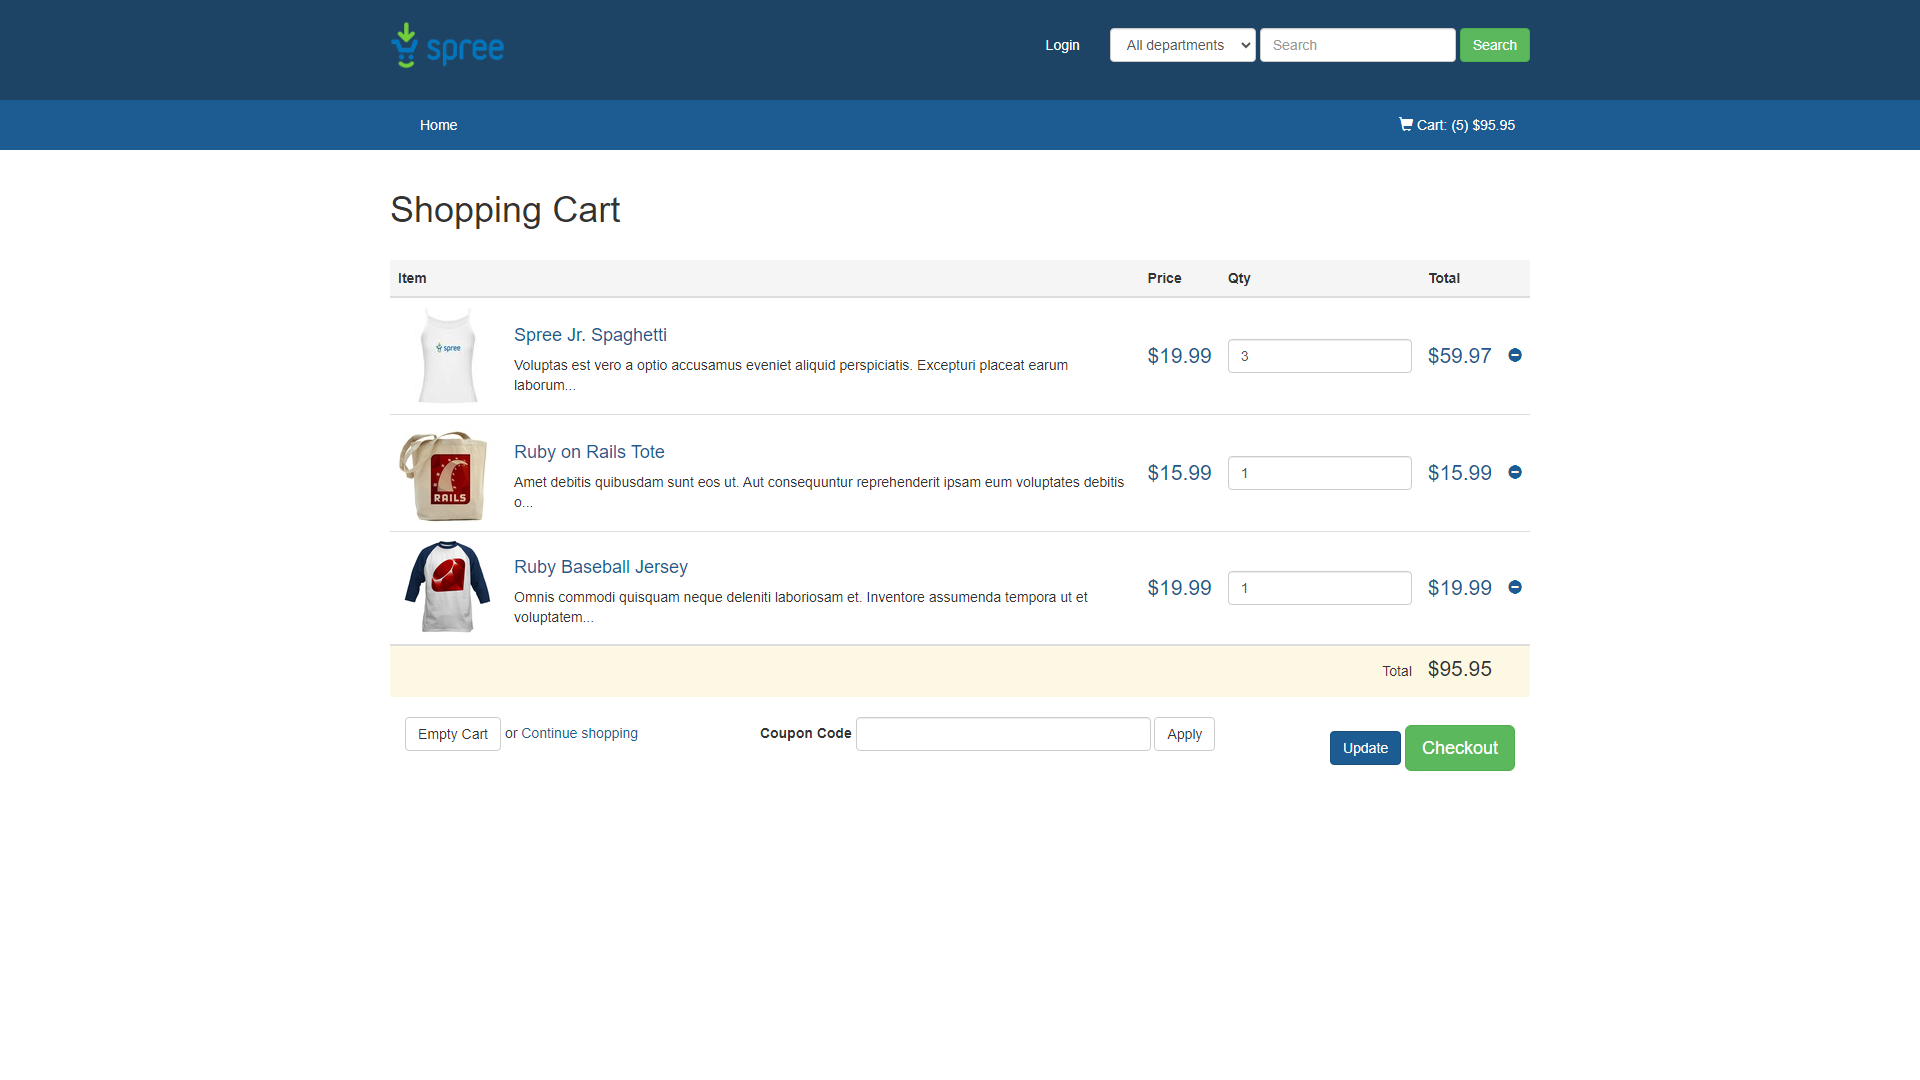 spree
Login
All departments
Search
Search
Home
Cart: (5) $95.95
Shopping Cart
Item
Price
Qty
Total
spree
Spree Jr. Spaghetti
Voluptas est vero a optio accusamus eveniet aliquid perspiciatis. Excepturi placeat earum
laborum...
$19.99
3
$59.97
RAILS
Ruby on Rails Tote
Amet debitis quibusdam sunt eos ut. Aut consequuntur reprehenderit ipsam eum voluptates debitis
o...
$15.99
1
$15.99
Ruby Baseball Jersey
Omnis commodi quisquam neque deleniti laboriosam et. Inventore assumenda tempora ut et
voluptatem...
$19.99
1
$19.99
Total $95.95
Empty Cart or Continue shopping
Coupon Code
Apply
Update
Checkout